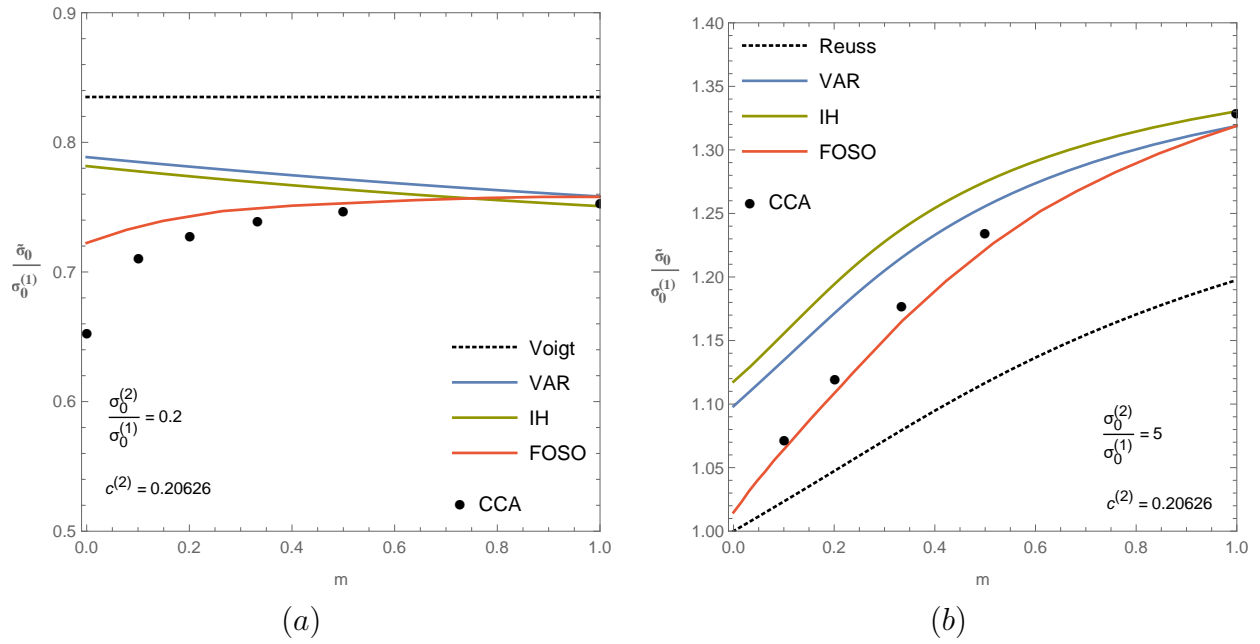 0.9
0.8
0.7
0.6
0.5
σ̃₀
σ₀⁽¹⁾
Voigt
VAR
IH
FOSO
CCA
σ₀⁽²⁾
σ₀⁽¹⁾ = 0.2
c⁽²⁾ = 0.20626
0.0 0.2 0.4 0.6 0.8 1.0
m
(a)
1.40
1.35
1.30
1.25
1.20
1.15
1.10
1.05
1.00
σ̃₀
σ₀⁽¹⁾
Reuss
VAR
IH
FOSO
CCA
σ₀⁽²⁾
σ₀⁽¹⁾ = 5
c⁽²⁾ = 0.20626
0.0 0.2 0.4 0.6 0.8 1.0
m
(b)